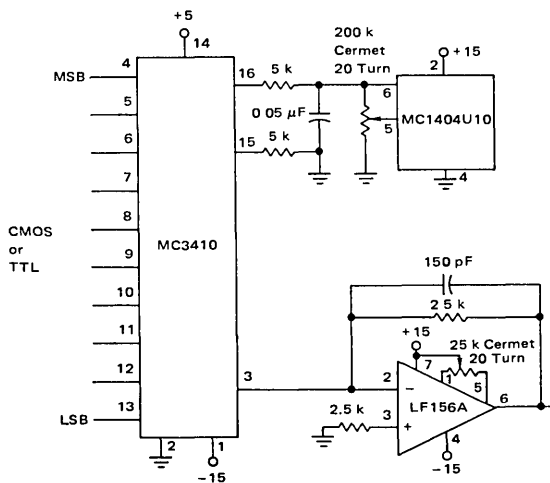 +5
14
MSB
4
5
6
7
8
9
10
11
12
LSB
13
CMOS
or
TTL
MC3410
16
5 k
15
5 k
0 05 µF
200 k
Cermet
20 Turn
+15
2
6
5
MC1404U10
4
3
2
1
-15
150 pF
2 5 k
+15
25 k Cermet
20 Turn
7
1
5
2
-
LF156A
6
2.5 k
3
+
4
-15